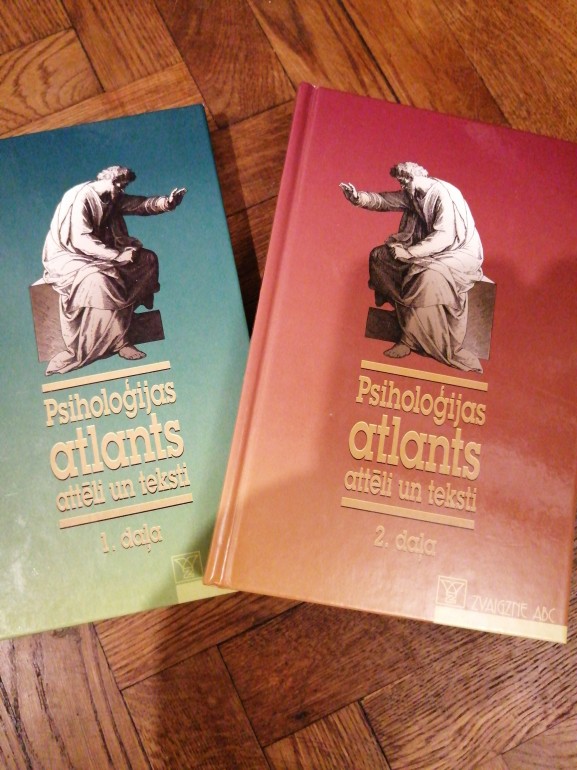 Psiholoģijas
atlants
attēli un teksti
1. daļa
Psiholoģijas
atlants
attēli un teksti
2. daļa
ZVAIGZNE ABC